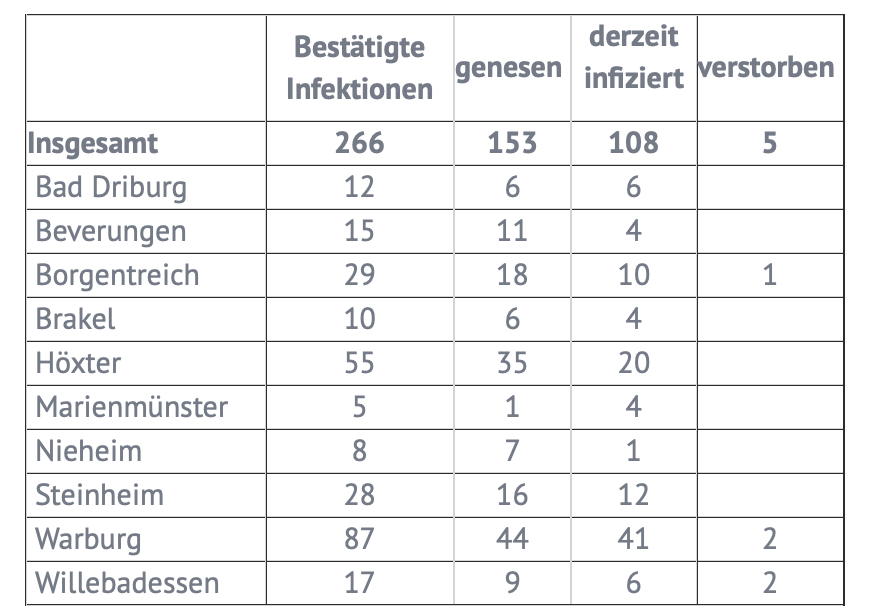 Bestätigte Infektionen genesen derzeit infiziert verstorben
Insgesamt 266 153 108 5
Bad Driburg 12 6 6
Beverungen 15 11 4
Borgentreich 29 18 10 1
Brakel 10 6 4
Höxter 55 35 20
Marienmünster 5 1 4
Nieheim 8 7 1
Steinheim 28 16 12
Warburg 87 44 41 2
Willebadessen 17 9 6 2